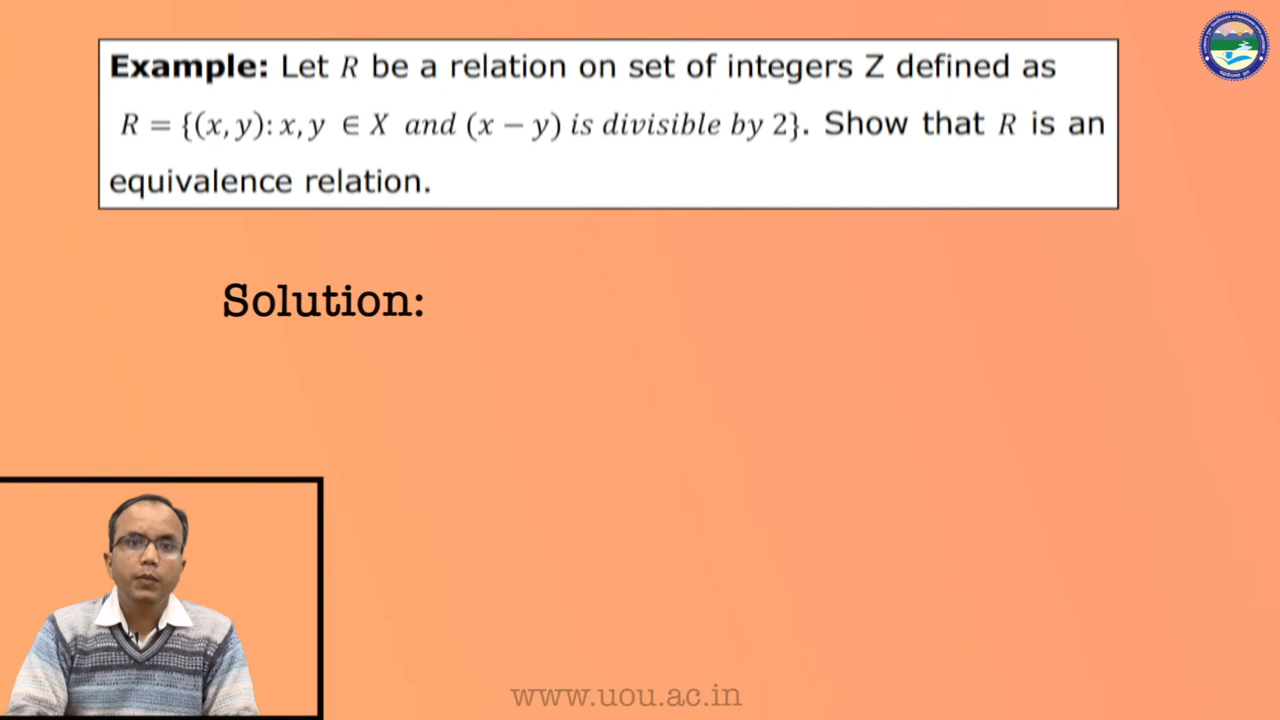 Example: Let R be a relation on set of integers Z defined as
R = {(x, y): x, y ∈ X and (x − y) is divisible by 2}. Show that R is an
equivalence relation.
Solution:
www.uou.ac.in